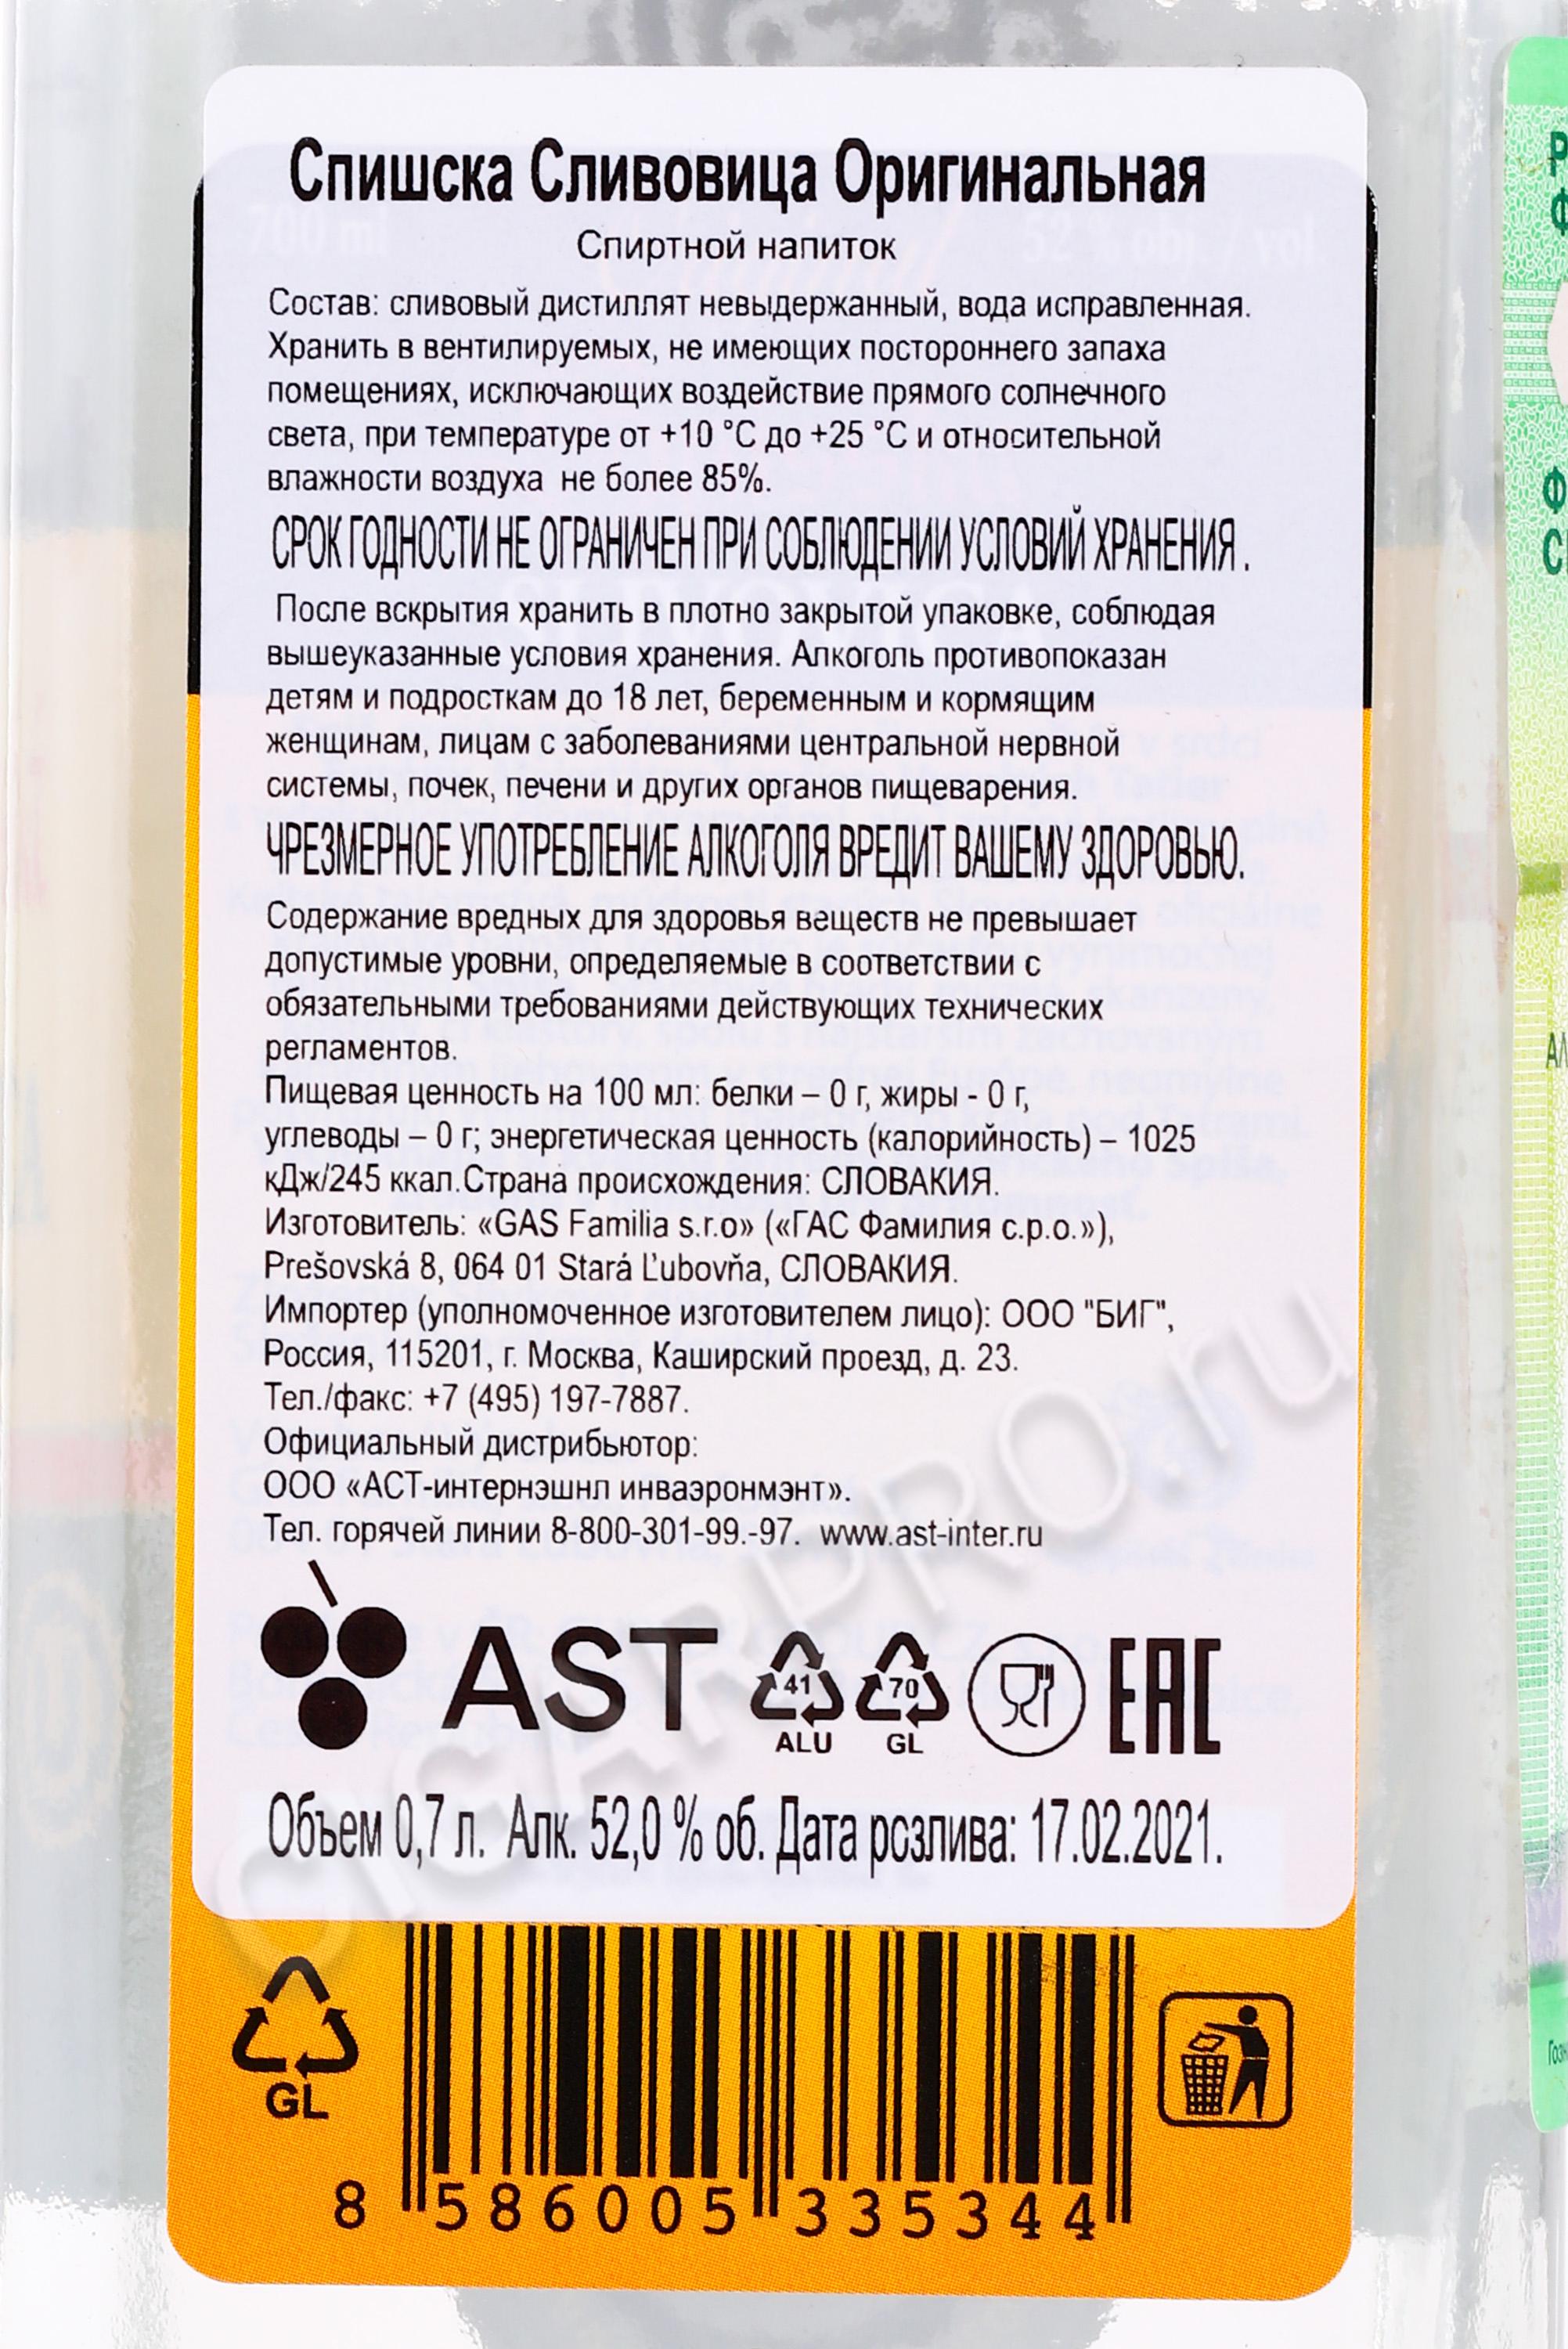 Спишска Сливовица Оригинальная
Спиртной напиток
Состав: сливовый дистиллят невыдержанный, вода исправленная.
Хранить в вентилируемых, не имеющих постороннего запаха
помещениях, исключающих воздействие прямого солнечного
света, при температуре от +10 °С до +25 °С и относительной
влажности воздуха не более 85%.
СРОК ГОДНОСТИ НЕ ОГРАНИЧЕН ПРИ СОБЛЮДЕНИИ УСЛОВИЙ ХРАНЕНИЯ .
После вскрытия хранить в плотно закрытой упаковке, соблюдая
вышеуказанные условия хранения. Алкоголь противопоказан
детям и подросткам до 18 лет, беременным и кормящим
женщинам, лицам с заболеваниями центральной нервной
системы, почек, печени и других органов пищеварения.
ЧРЕЗМЕРНОЕ УПОТРЕБЛЕНИЕ АЛКОГОЛЯ ВРЕДИТ ВАШЕМУ ЗДОРОВЬЮ.
Содержание вредных для здоровья веществ не превышает
допустимые уровни, определяемые в соответствии с
обязательными требованиями действующих технических
регламентов.
Пищевая ценность на 100 мл: белки – 0 г, жиры - 0 г,
углеводы – 0 г; энергетическая ценность (калорийность) – 1025
кДж/245 ккал.Страна происхождения: СЛОВАКИЯ.
Изготовитель: «GAS Familia s.r.o» («ГАС Фамилия с.р.о.»),
Prešovská 8, 064 01 Stará Ľubovňa, СЛОВАКИЯ.
Импортер (уполномоченное изготовителем лицо): ООО "БИГ",
Россия, 115201, г. Москва, Каширский проезд, д. 23.
Тел./факс: +7 (495) 197-7887.
Официальный дистрибьютор:
ООО «АСТ-интернэшнл инваэронмэнт».
Тел. горячей линии 8-800-301-99.-97. www.ast-inter.ru
AST 41 ALU 70 GL EAC
Объем 0,7 л. Алк. 52,0 % об. Дата розлива: 17.02.2021.
GL
8 586005 335344
CIGARPRO.ru